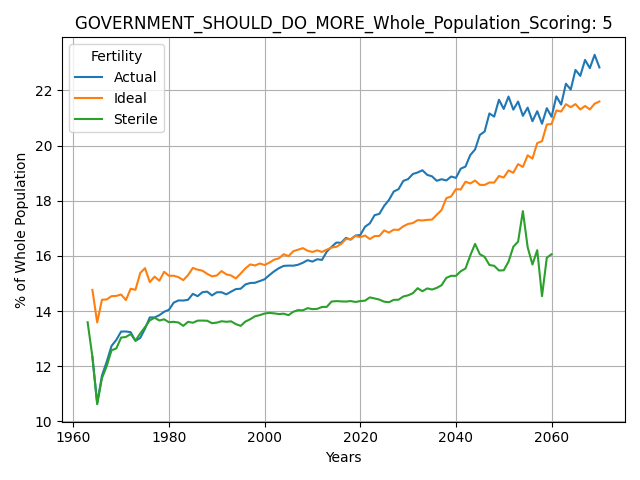 GOVERNMENT_SHOULD_DO_MORE_Whole_Population_Scoring: 5
Fertility
Actual
Ideal
Sterile
% of Whole Population
22
20
18
16
14
12
10
1960 1980 2000 2020 2040 2060
Years